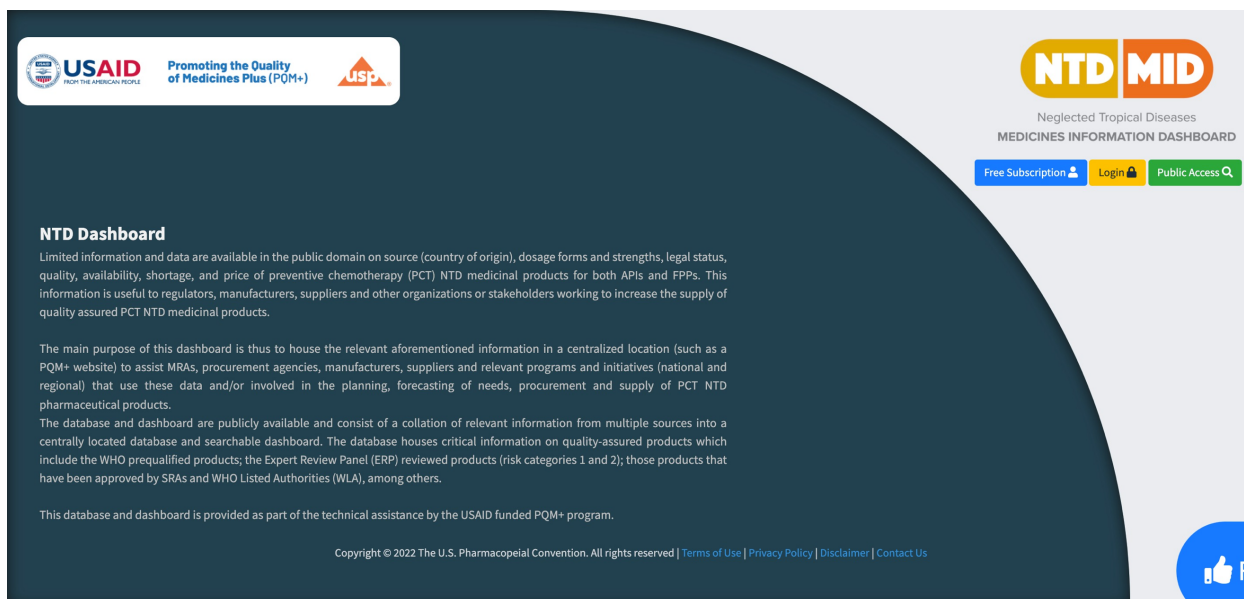 USAID
FROM THE AMERICAN PEOPLE
Promoting the Quality
of Medicines Plus (PQM+)
usp
NTD MID
Neglected Tropical Diseases
MEDICINES INFORMATION DASHBOARD
Free Subscription
Login
Public Access
NTD Dashboard
Limited information and data are available in the public domain on source (country of origin), dosage forms and strengths, legal status,
quality, availability, shortage, and price of preventive chemotherapy (PCT) NTD medicinal products for both APIs and FPPs. This
information is useful to regulators, manufacturers, suppliers and other organizations or stakeholders working to increase the supply of
quality assured PCT NTD medicinal products.
The main purpose of this dashboard is thus to house the relevant aforementioned information in a centralized location (such as a
PQM+ website) to assist MRAs, procurement agencies, manufacturers, suppliers and relevant programs and initiatives (national and
regional) that use these data and/or involved in the planning, forecasting of needs, procurement and supply of PCT NTD
pharmaceutical products.
The database and dashboard are publicly available and consist of a collation of relevant information from multiple sources into a
centrally located database and searchable dashboard. The database houses critical information on quality-assured products which
include the WHO prequalified products; the Expert Review Panel (ERP) reviewed products (risk categories 1 and 2); those products that
have been approved by SRAs and WHO Listed Authorities (WLA), among others.
This database and dashboard is provided as part of the technical assistance by the USAID funded PQM+ program.
Copyright © 2022 The U.S. Pharmacopeial Convention. All rights reserved | Terms of Use | Privacy Policy | Disclaimer | Contact Us